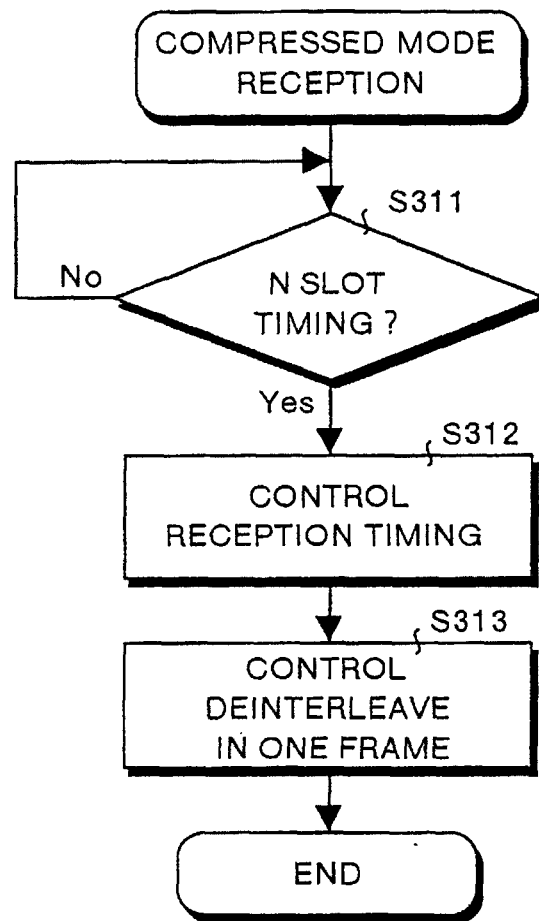 COMPRESSED MODE
RECEPTION
S311
No
N SLOT
TIMING ?
Yes
S312
CONTROL
RECEPTION TIMING
S313
CONTROL
DEINTERLEAVE
IN ONE FRAME
END